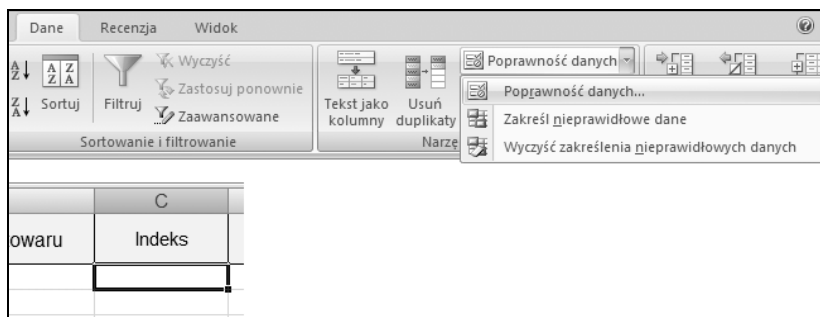 Dane Recenzja Widok
Sortuj
Filtruj
Wyczyść
Zastosuj ponownie
Zaawansowane
Sortowanie i filtrowanie
Tekst jako kolumny
Usuń duplikaty
Poprawność danych
Narzę
Poprawność danych...
Zakreśl nieprawidłowe dane
Wyczyść zakreślenia nieprawidłowych danych
C
owaru Indeks